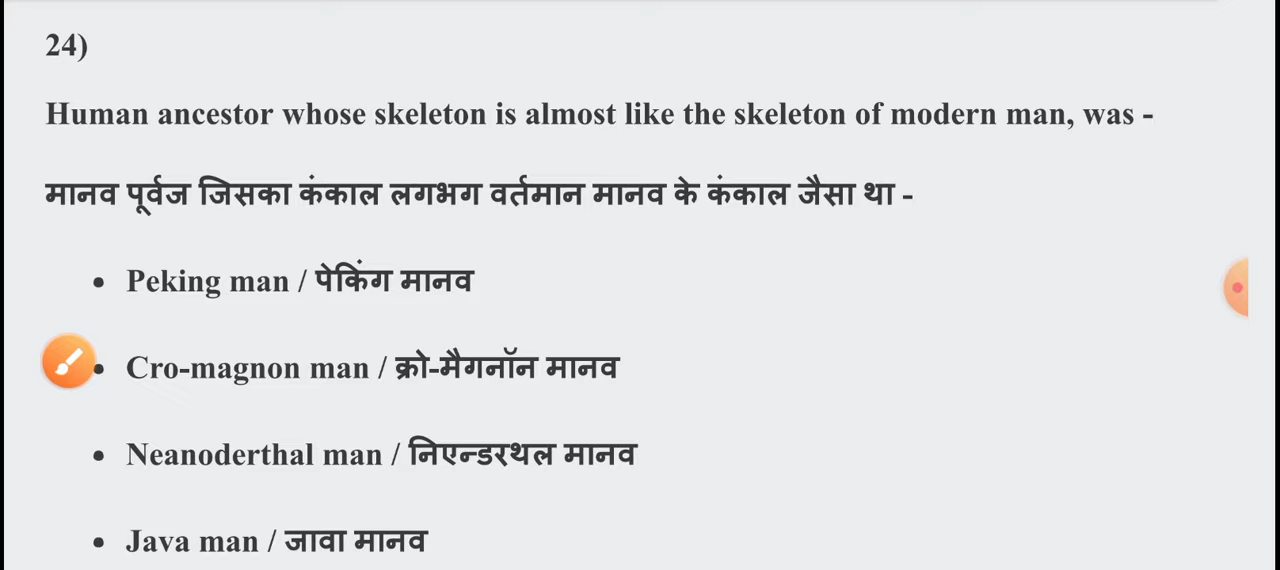 24)
Human ancestor whose skeleton is almost like the skeleton of modern man, was -
मानव पूर्वज जिसका कंकाल लगभग वर्तमान मानव के कंकाल जैसा था -
• Peking man / पेकिंग मानव
• Cro-magnon man / क्रो-मैगनॉन मानव
• Neanoderthal man / निएन्डरथल मानव
• Java man / जावा मानव